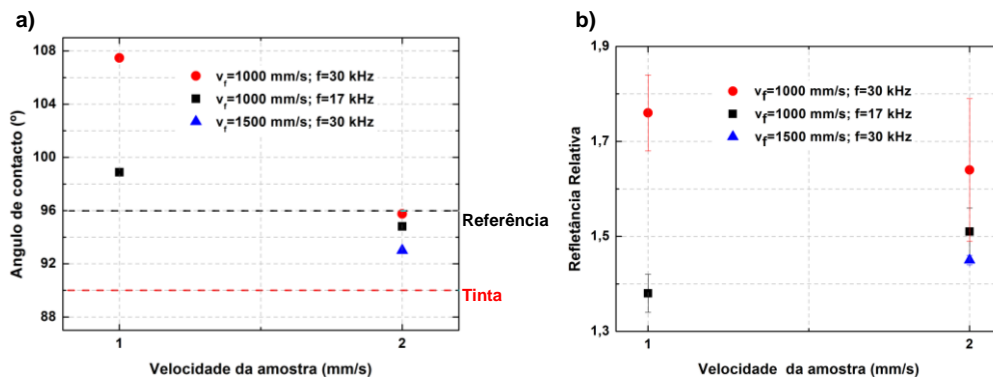 a)
108
104
100
96
92
88
Angulo de contacto (º)
vf=1000 mm/s; f=30 kHz
vf=1000 mm/s; f=17 kHz
vf=1500 mm/s; f=30 kHz
Referência
Tinta
1
2
Velocidade da amostra (mm/s)
b)
1,9
1,7
1,5
1,3
Refletância Relativa
vf=1000 mm/s; f=30 kHz
vf=1000 mm/s; f=17 kHz
vf=1500 mm/s; f=30 kHz
1
2
Velocidade da amostra (mm/s)